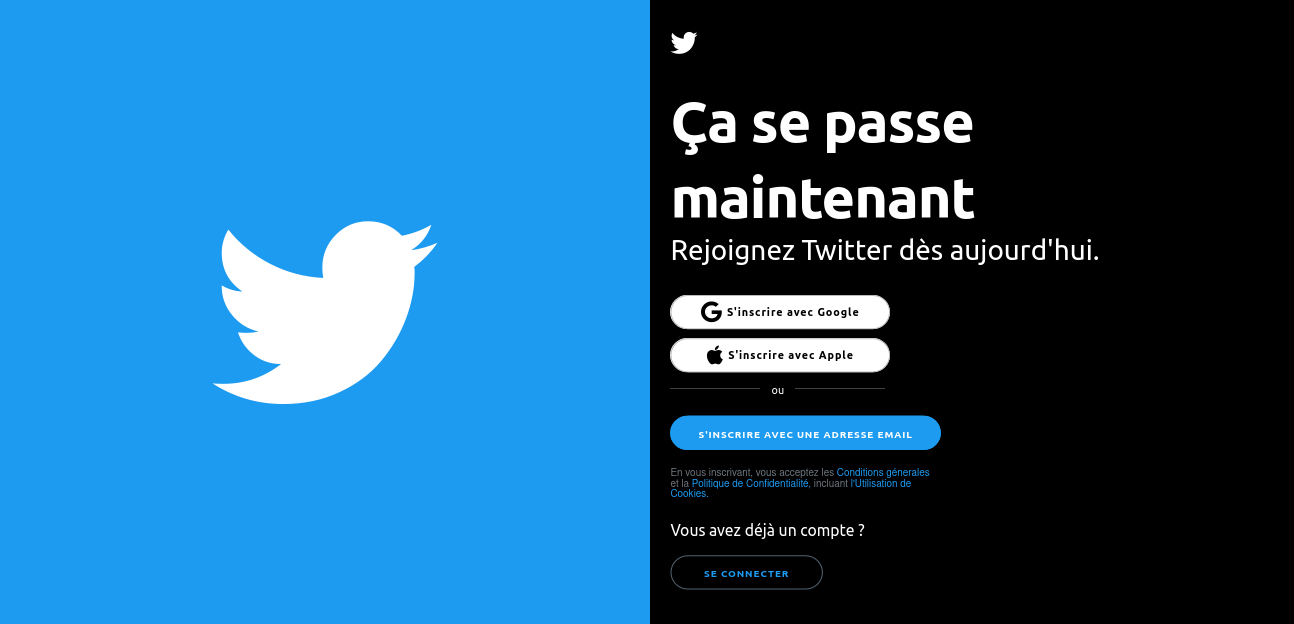 Ça se passe
maintenant
Rejoignez Twitter dès aujourd'hui.
S'inscrire avec Google
S'inscrire avec Apple
ou
S'INSCRIRE AVEC UNE ADRESSE EMAIL
En vous inscrivant, vous acceptez les Conditions génerales
et la Politique de Confidentialité, incluant l'Utilisation de
Cookies.
Vous avez déjà un compte ?
SE CONNECTER